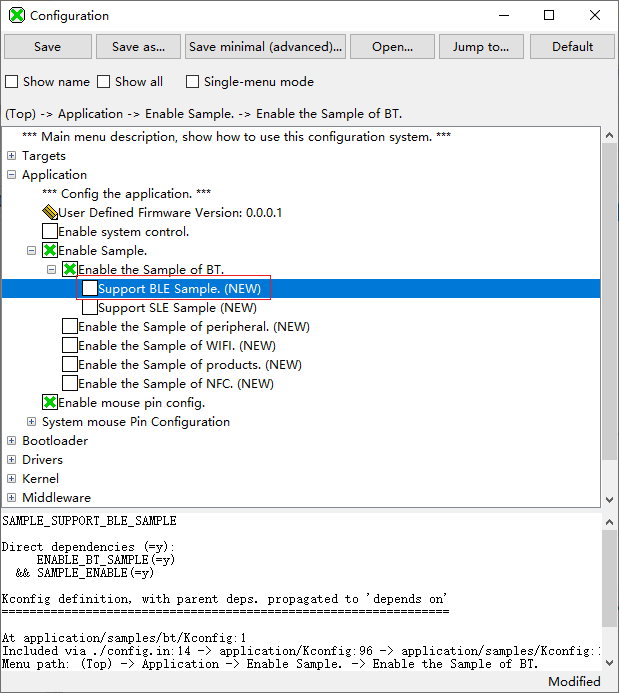 Configuration
Save Save as... Save minimal (advanced)... Open... Jump to... Default
Show name Show all Single-menu mode
(Top) -> Application -> Enable Sample. -> Enable the Sample of BT.
*** Main menu description, show how to use this configuration system. ***
Targets
Application
*** Config the application. ***
User Defined Firmware Version: 0.0.0.1
Enable system control.
Enable Sample.
Enable the Sample of BT.
Support BLE Sample. (NEW)
Support SLE Sample (NEW)
Enable the Sample of peripheral. (NEW)
Enable the Sample of WIFI. (NEW)
Enable the Sample of products. (NEW)
Enable the Sample of NFC. (NEW)
Enable mouse pin config.
System mouse Pin Configuration
Bootloader
Drivers
Kernel
Middleware
SAMPLE_SUPPORT_BLE_SAMPLE
Direct dependencies (=y):
ENABLE_BT_SAMPLE(=y)
&& SAMPLE_ENABLE(=y)
Kconfig definition, with parent deps. propagated to 'depends on'
================================================================
At application/samples/bt/Kconfig:1
Included via ./config.in:14 -> application/Kconfig:96 -> application/samples/Kconfig:
Menu path: (Top) -> Application -> Enable Sample. -> Enable the Sample of BT.
Modified